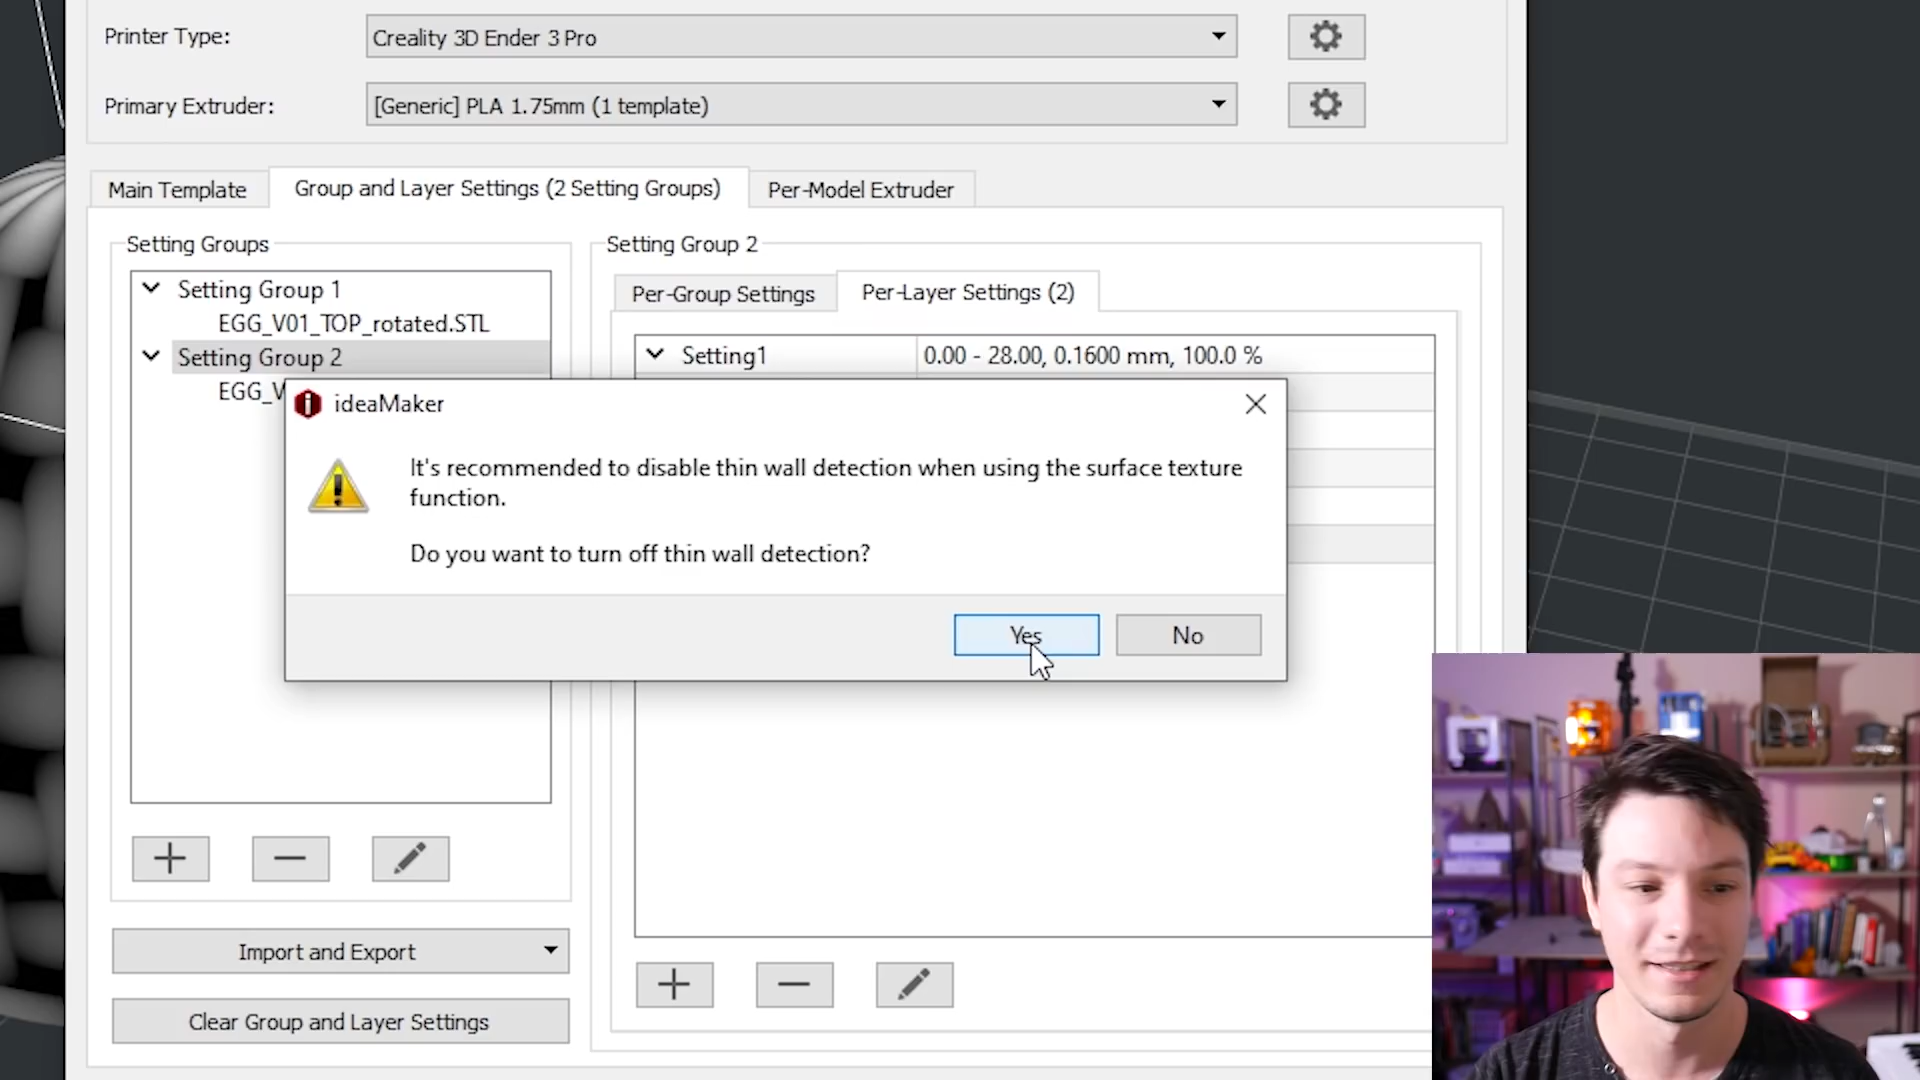 Printer Type:
Creality 3D Ender 3 Pro
Primary Extruder:
[Generic] PLA 1.75mm (1 template)
Main Template
Group and Layer Settings (2 Setting Groups)
Per-Model Extruder
Setting Groups
Setting Group 1
EGG_V01_TOP_rotated.STL
Setting Group 2
EGG_V
Setting Group 2
Per-Group Settings
Per-Layer Settings (2)
Setting1
0.00 - 28.00, 0.1600 mm, 100.0 %
ideaMaker
It's recommended to disable thin wall detection when using the surface texture
function.
Do you want to turn off thin wall detection?
Yes
No
Import and Export
Clear Group and Layer Settings